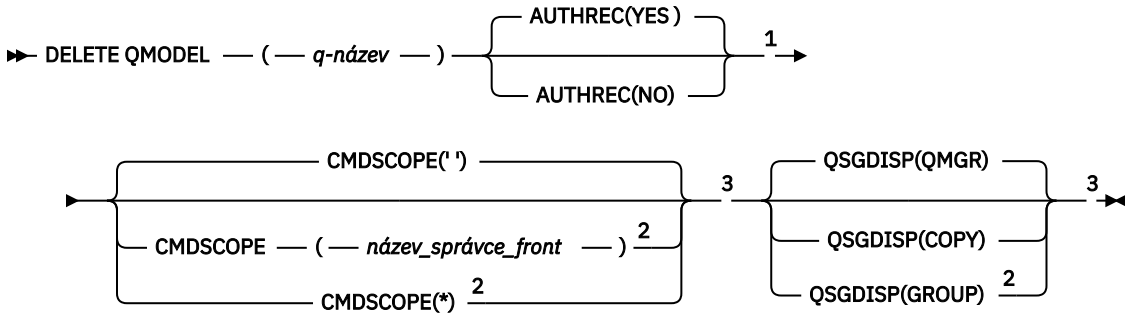 AUTHREC(YES )
DELETE QMODEL ( q-název ) 1
AUTHREC(NO)
CMDSCOPE(' ') QSGDISP(QMGR)
3 3
CMDSCOPE ( název_správce_front ) 2 QSGDISP(COPY)
CMDSCOPE(*) 2 QSGDISP(GROUP) 2